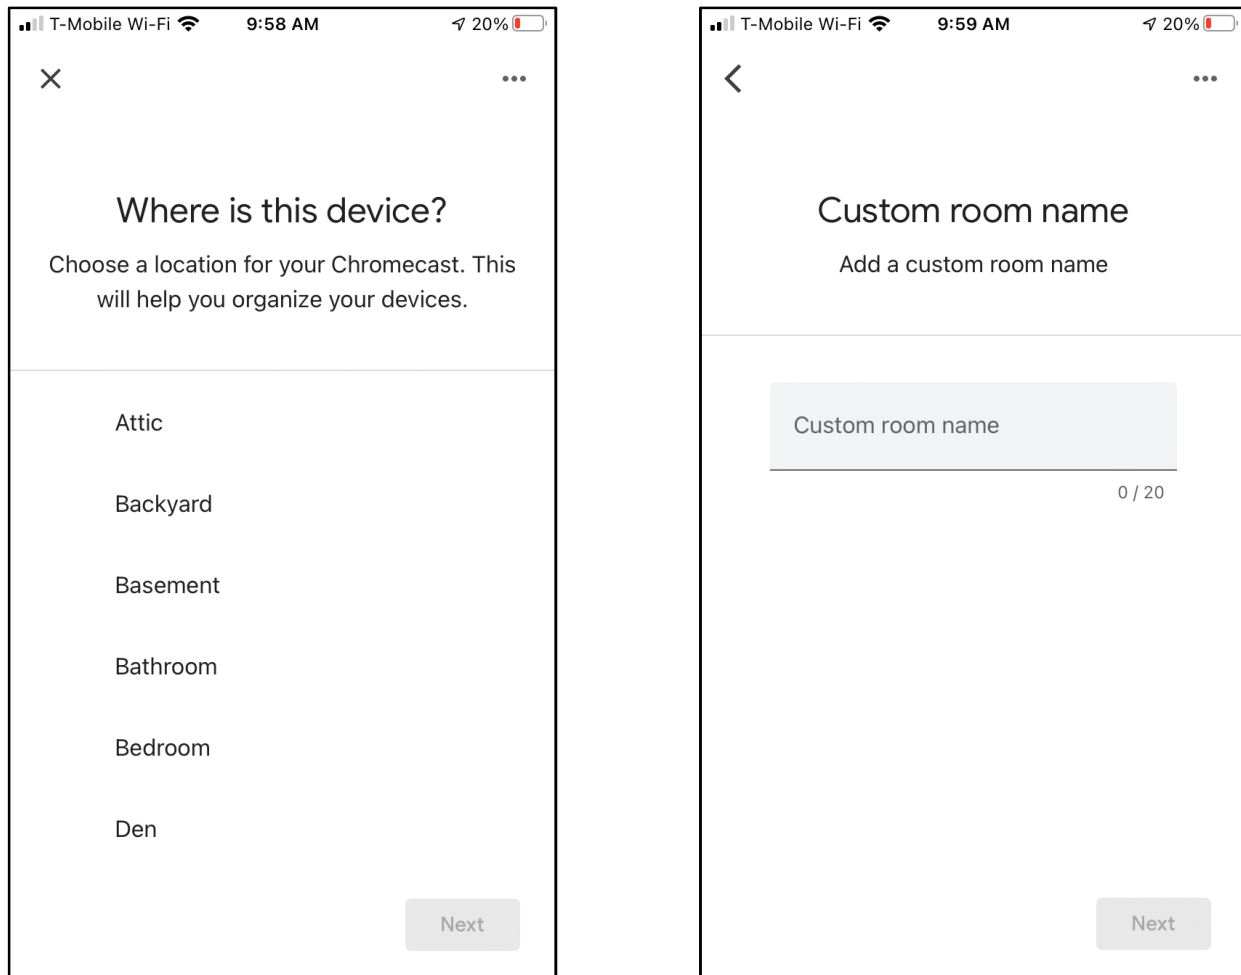 T-Mobile Wi-Fi 9:58 AM 20%
Where is this device?
Choose a location for your Chromecast. This
will help you organize your devices.
Attic
Backyard
Basement
Bathroom
Bedroom
Den
Next
T-Mobile Wi-Fi 9:59 AM 20%
Custom room name
Add a custom room name
Custom room name
0 / 20
Next